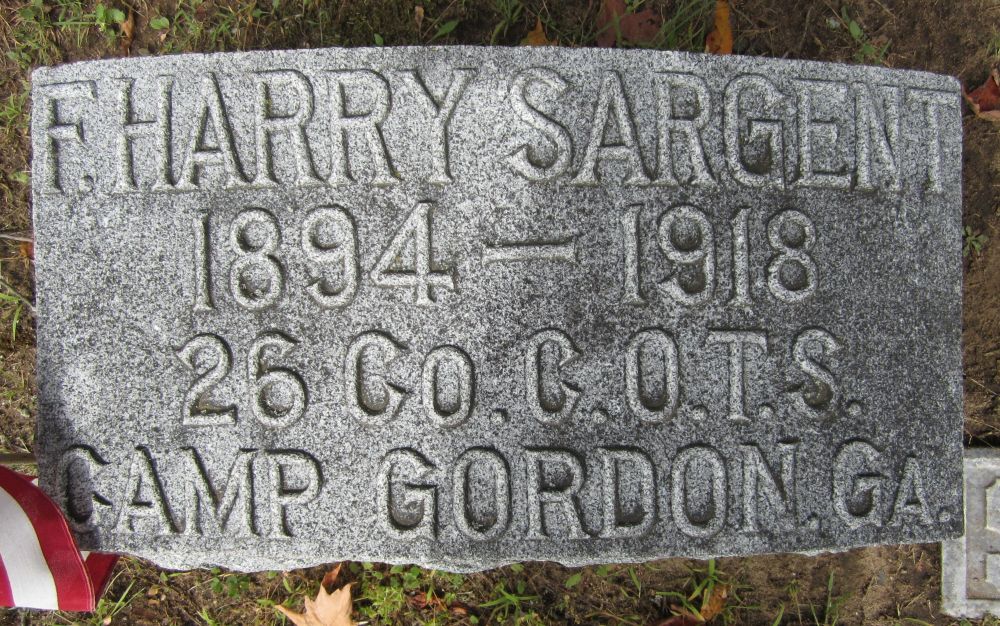 F. HARRY SARGENT
1894 — 1918
26 Co. C.O.T.S.
CAMP GORDON, GA.